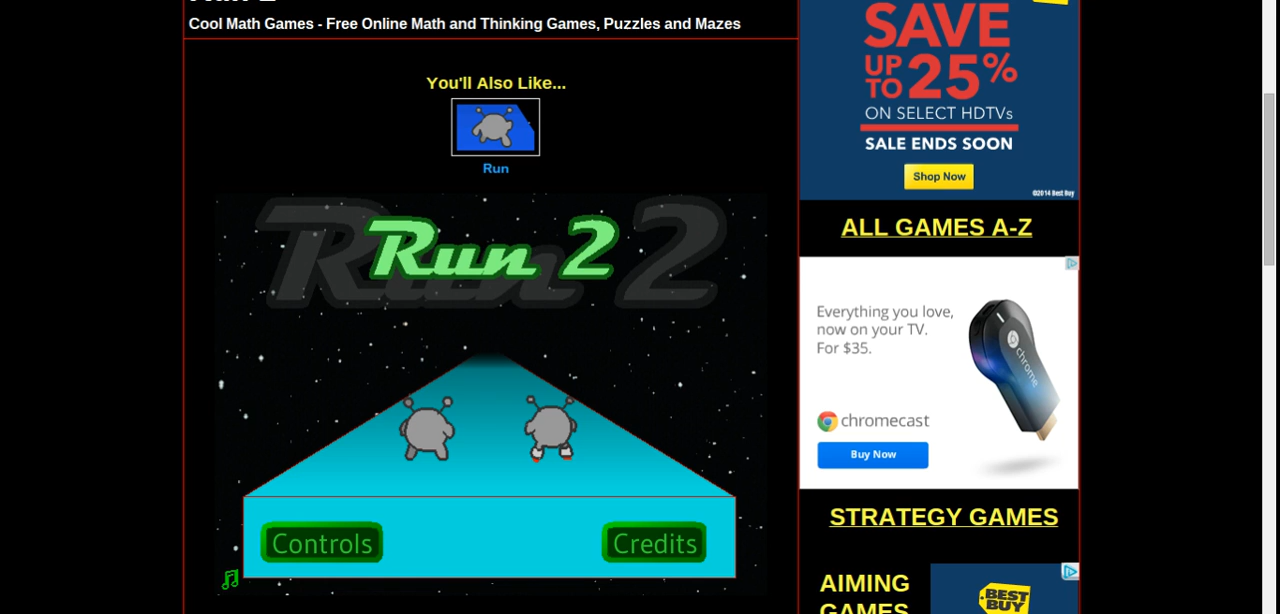 Cool Math Games - Free Online Math and Thinking Games, Puzzles and Mazes
You'll Also Like...
Run
Run 2
Controls
Credits
SAVE
UP TO 25%
ON SELECT HDTVs
SALE ENDS SOON
Shop Now
©2014 Best Buy
ALL GAMES A-Z
Everything you love,
now on your TV.
For $35.
chrome
chromecast
Buy Now
STRATEGY GAMES
AIMING
GAMES
BEST
BUY